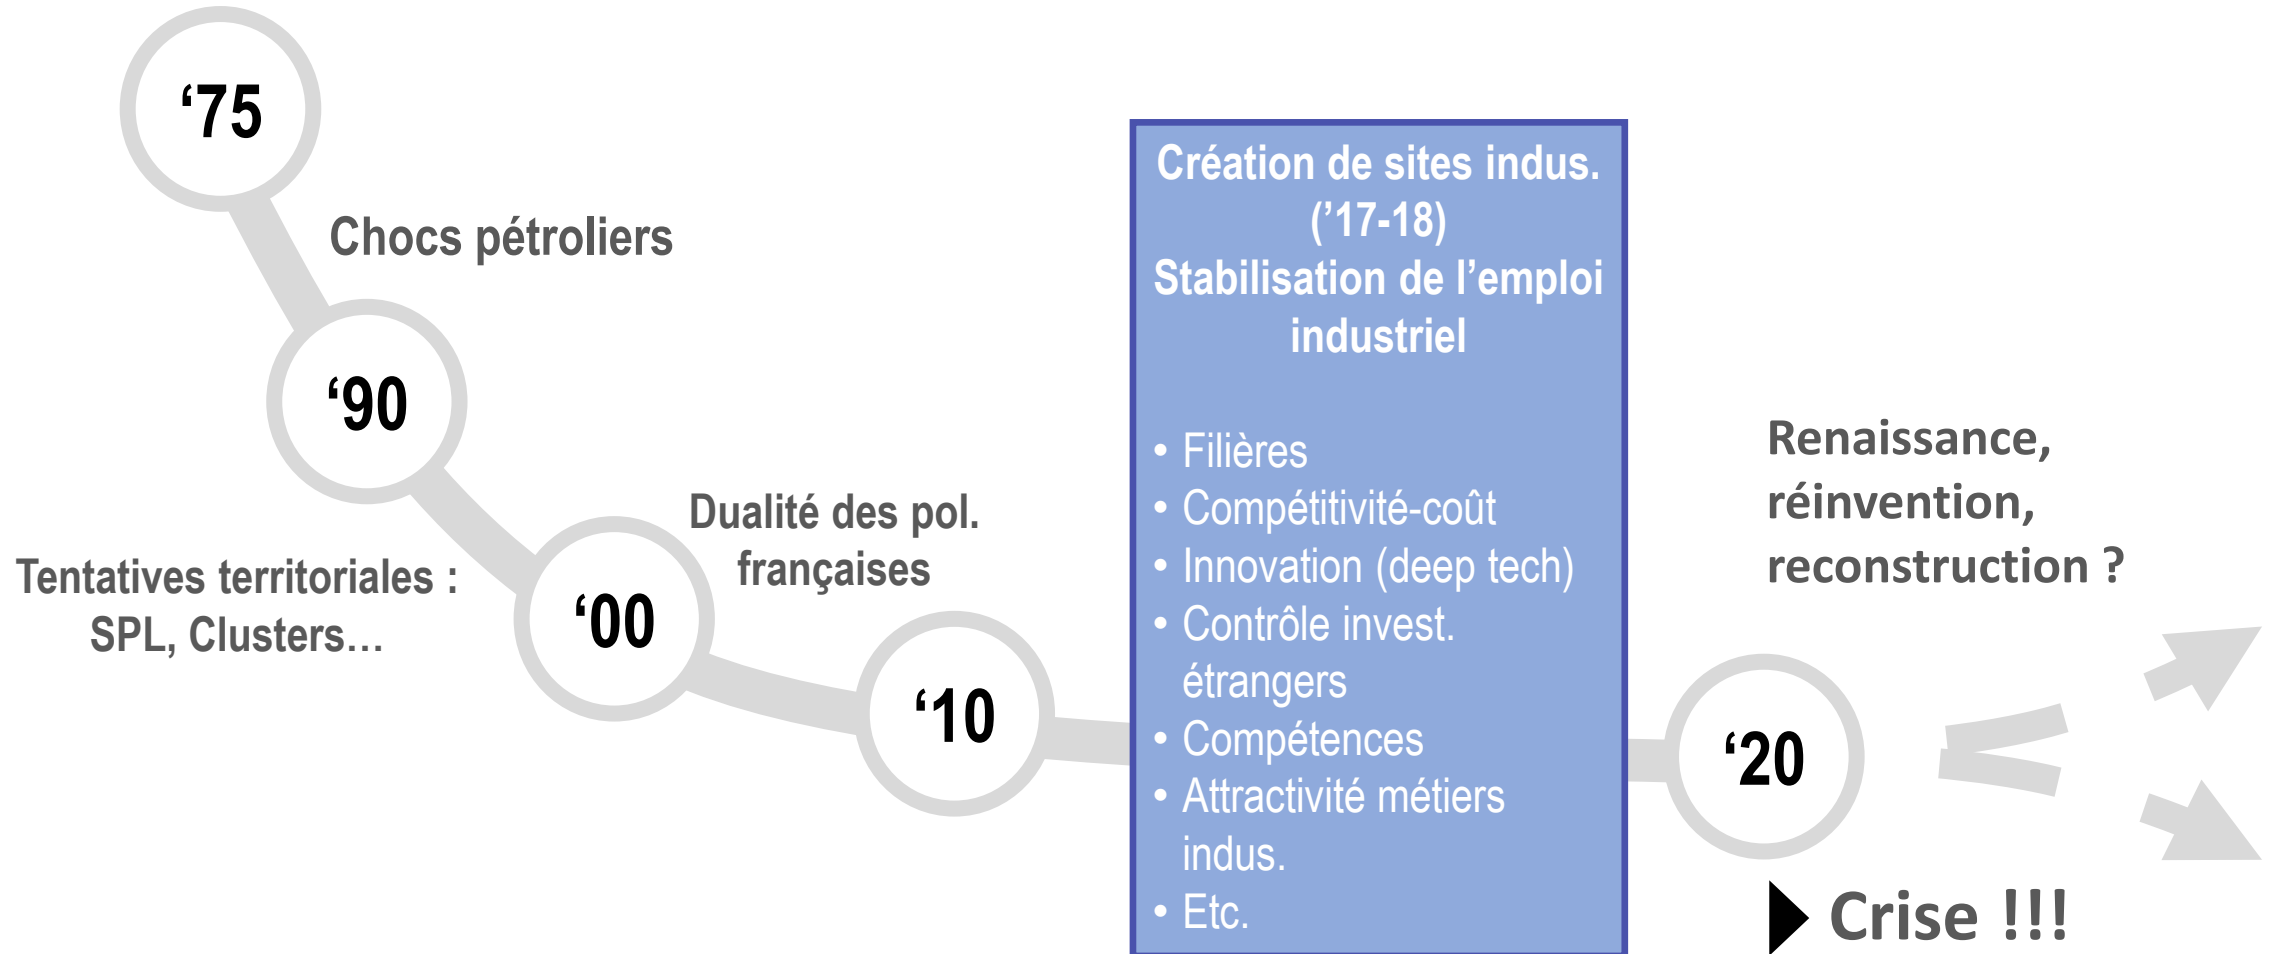 ‘75
Chocs pétroliers
‘90
Tentatives territoriales :
SPL, Clusters…
‘00
Dualité des pol.
françaises
‘10
Création de sites indus.
(’17-18)
Stabilisation de l’emploi
industriel
• Filières
• Compétitivité-coût
• Innovation (deep tech)
• Contrôle invest.
étrangers
• Compétences
• Attractivité métiers
indus.
• Etc.
‘20
Renaissance,
réinvention,
reconstruction ?
Crise !!!